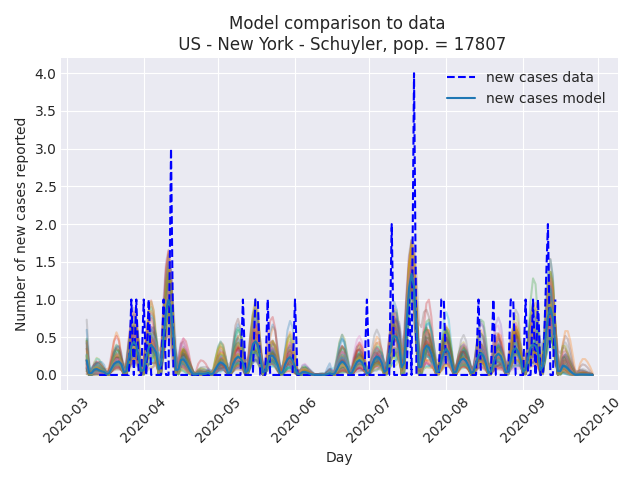 Model comparison to data
US - New York - Schuyler, pop. = 17807
new cases data
new cases model
Number of new cases reported
4.0
3.5
3.0
2.5
2.0
1.5
1.0
0.5
0.0
2020-03
2020-04
2020-05
2020-06
2020-07
2020-08
2020-09
2020-10
Day